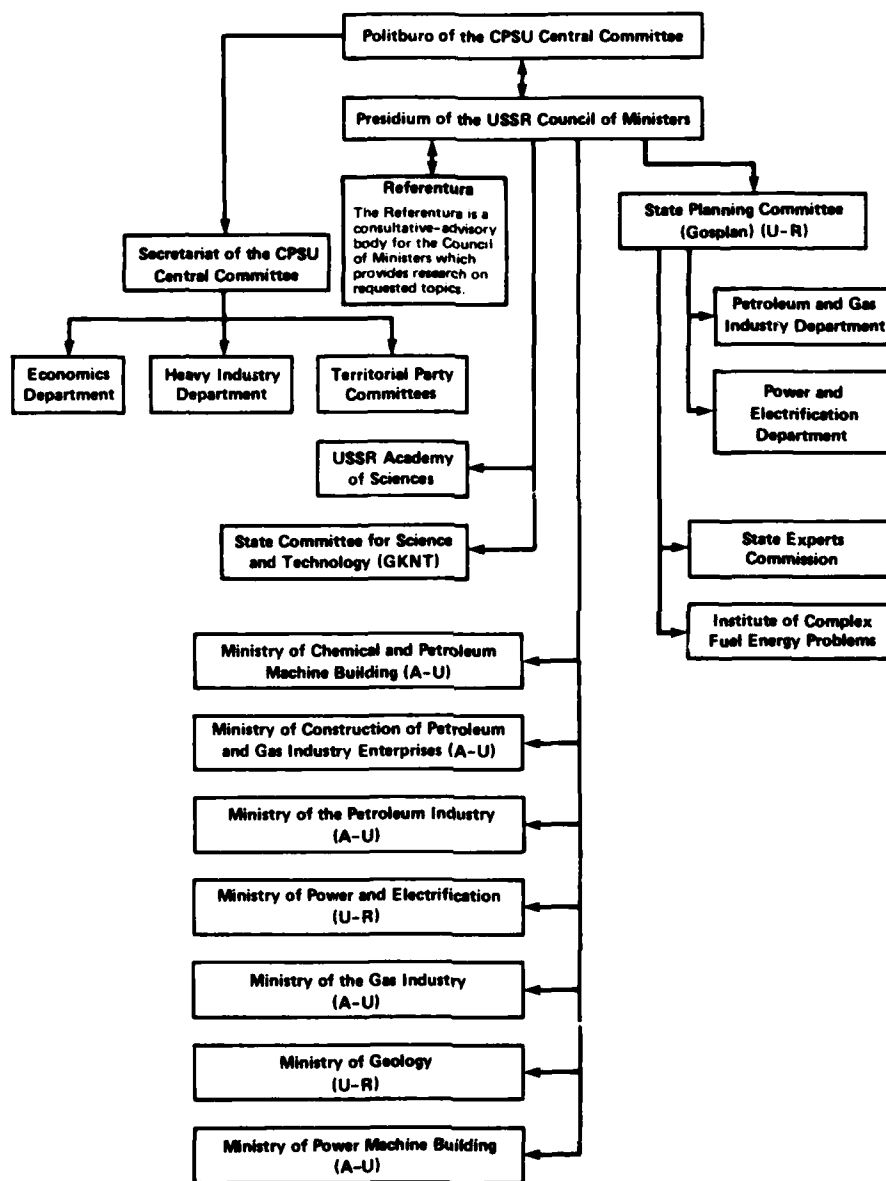 Politburo of the CPSU Central Committee
Presidium of the USSR Council of Ministers
Referentura
The Referentura is a
consultative-advisory
body for the Council
of Ministers which
provides research on
requested topics.
State Planning Committee
(Gosplan) (U-R)
Secretariat of the CPSU
Central Committee
Petroleum and Gas
Industry Department
Economics
Department
Heavy Industry
Department
Territorial Party
Committees
Power and
Electrification
Department
USSR Academy
of Sciences
State Committee for Science
and Technology (GKNT)
State Experts
Commission
Institute of Complex
Fuel Energy Problems
Ministry of Chemical and Petroleum
Machine Building (A-U)
Ministry of Construction of Petroleum
and Gas Industry Enterprises (A-U)
Ministry of the Petroleum Industry
(A-U)
Ministry of Power and Electrification
(U-R)
Ministry of the Gas Industry
(A-U)
Ministry of Geology
(U-R)
Ministry of Power Machine Building
(A-U)